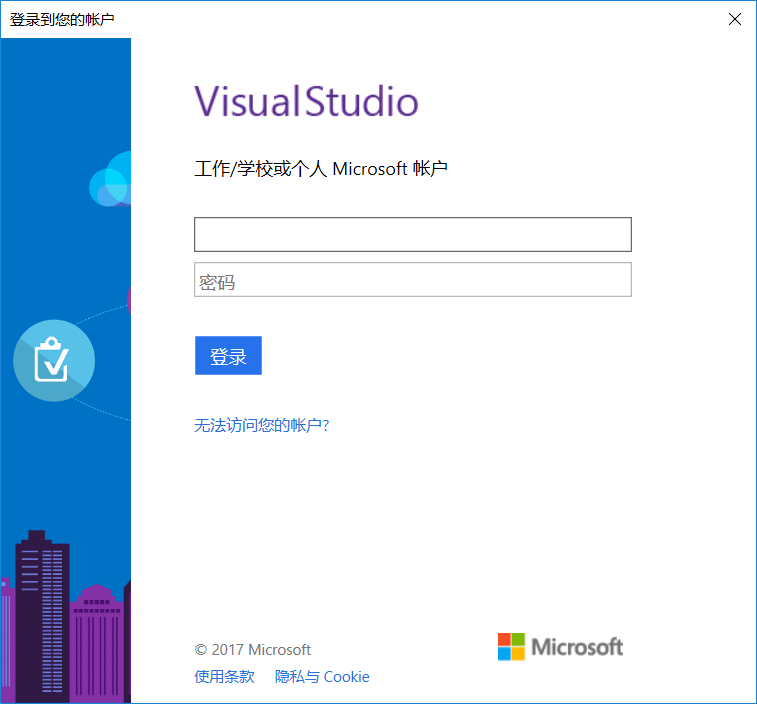 登录到您的帐户
Visual Studio
工作/学校或个人 Microsoft 帐户
密码
登录
无法访问您的帐户?
© 2017 Microsoft
Microsoft
使用条款 隐私与 Cookie